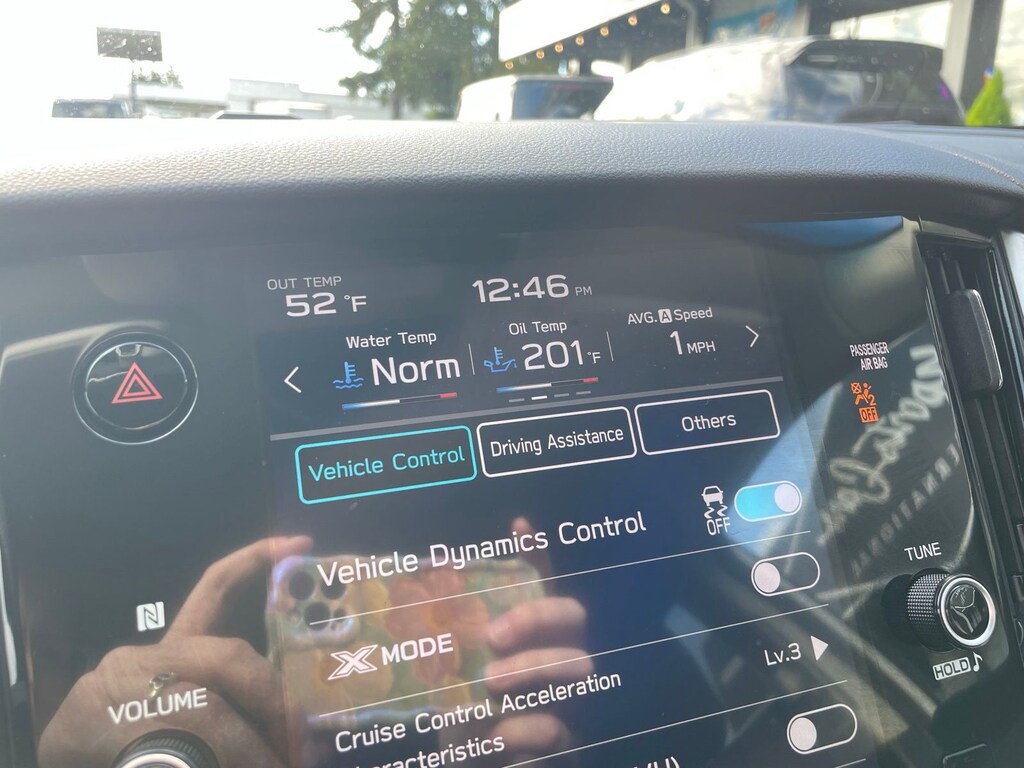 OUT TEMP
52 °F
12:46 PM
Water Temp
Norm
Oil Temp
201 °F
AVG. A Speed
1 MPH
PASSENGER
AIR BAG
2
OFF
Vehicle Control
Driving Assistance
Others
Vehicle Dynamics Control
OFF
X MODE
Cruise Control Acceleration
Lv.3
TUNE
HOLD
VOLUME